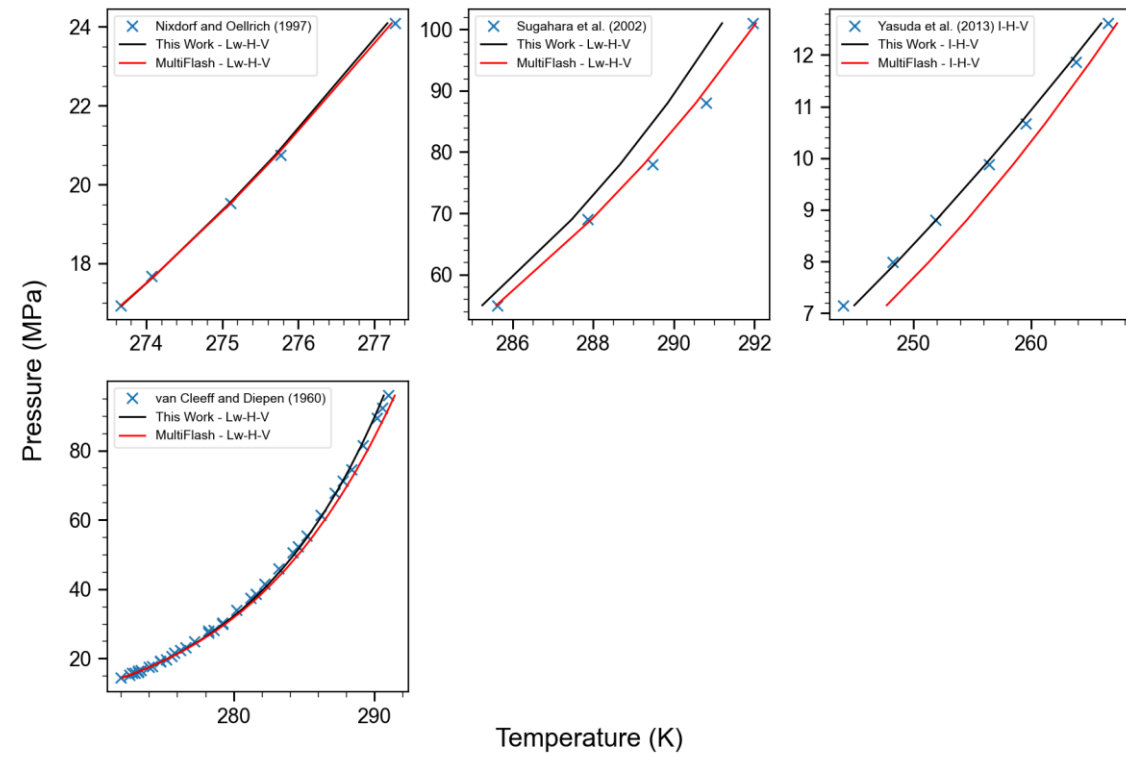 Nixdorf and Oellrich (1997)
This Work - Lw-H-V
MultiFlash - Lw-H-V
24
22
20
18
274
275
276
277
Sugahara et al. (2002)
This Work - Lw-H-V
MultiFlash - Lw-H-V
100
90
80
70
60
286
288
290
292
Yasuda et al. (2013) I-H-V
This Work - I-H-V
MultiFlash - I-H-V
12
11
10
9
8
7
250
260
van Cleeff and Diepen (1960)
This Work - Lw-H-V
MultiFlash - Lw-H-V
80
60
40
20
280
290
Pressure (MPa)
Temperature (K)